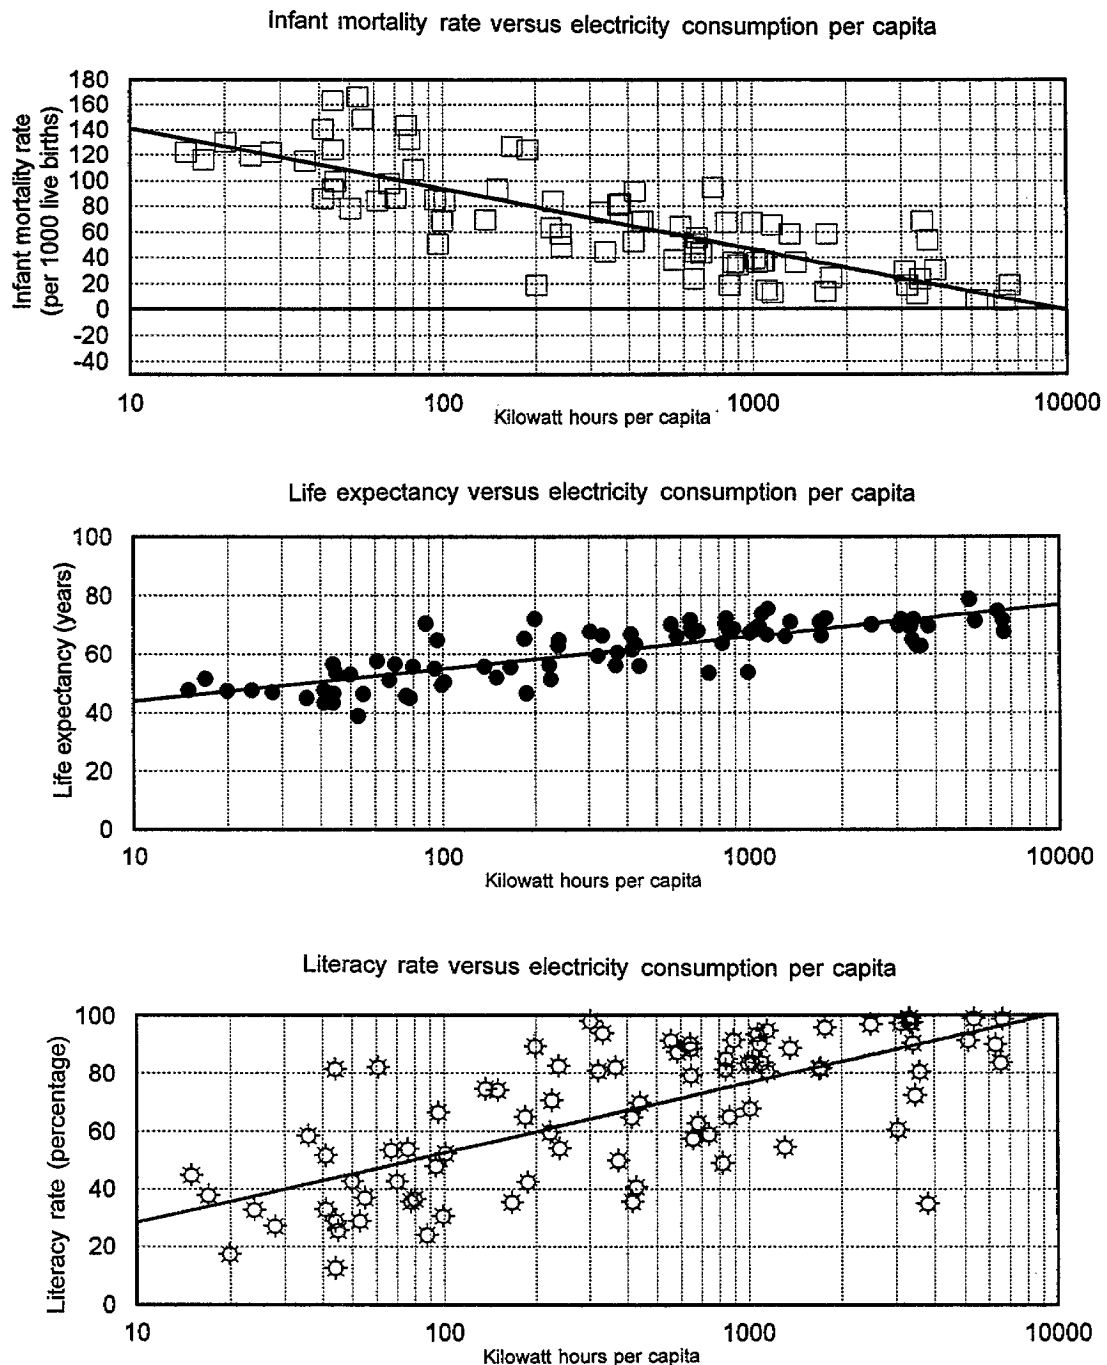 Infant mortality rate versus electricity consumption per capita
180
160
140
120
100
80
60
40
20
0
-20
-40
Infant mortality rate
(per 1000 live births)
10 100 1000 10000
Kilowatt hours per capita
Life expectancy versus electricity consumption per capita
100
80
60
40
20
0
Life expectancy (years)
10 100 1000 10000
Kilowatt hours per capita
Literacy rate versus electricity consumption per capita
100
80
60
40
20
0
Literacy rate (percentage)
10 100 1000 10000
Kilowatt hours per capita